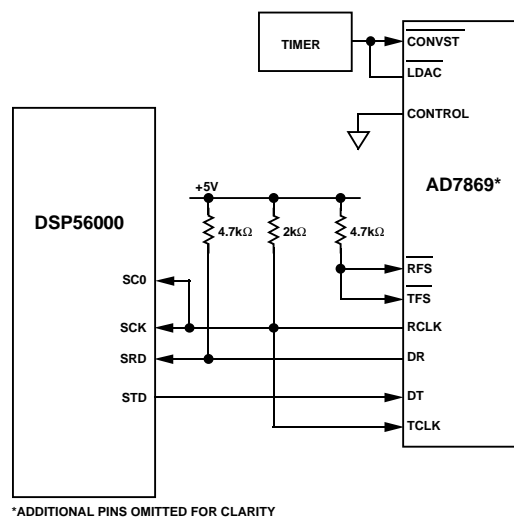 TIMER
CONVST
LDAC
CONTROL
AD7869*
DSP56000
+5V
4.7kΩ
2kΩ
4.7kΩ
SC0
SCK
SRD
STD
RFS
TFS
RCLK
DR
DT
TCLK
*ADDITIONAL PINS OMITTED FOR CLARITY